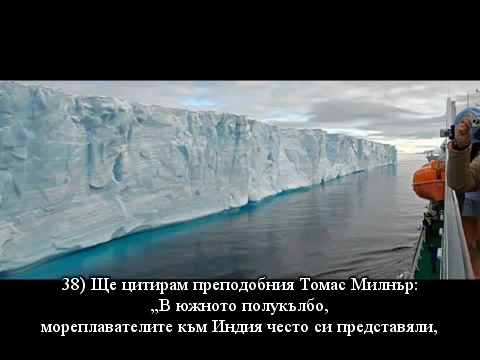 38) Ще цитирам преподобния Томас Милнър:
„В южното полукълбо,
мореплавателите към Индия често си представяли,